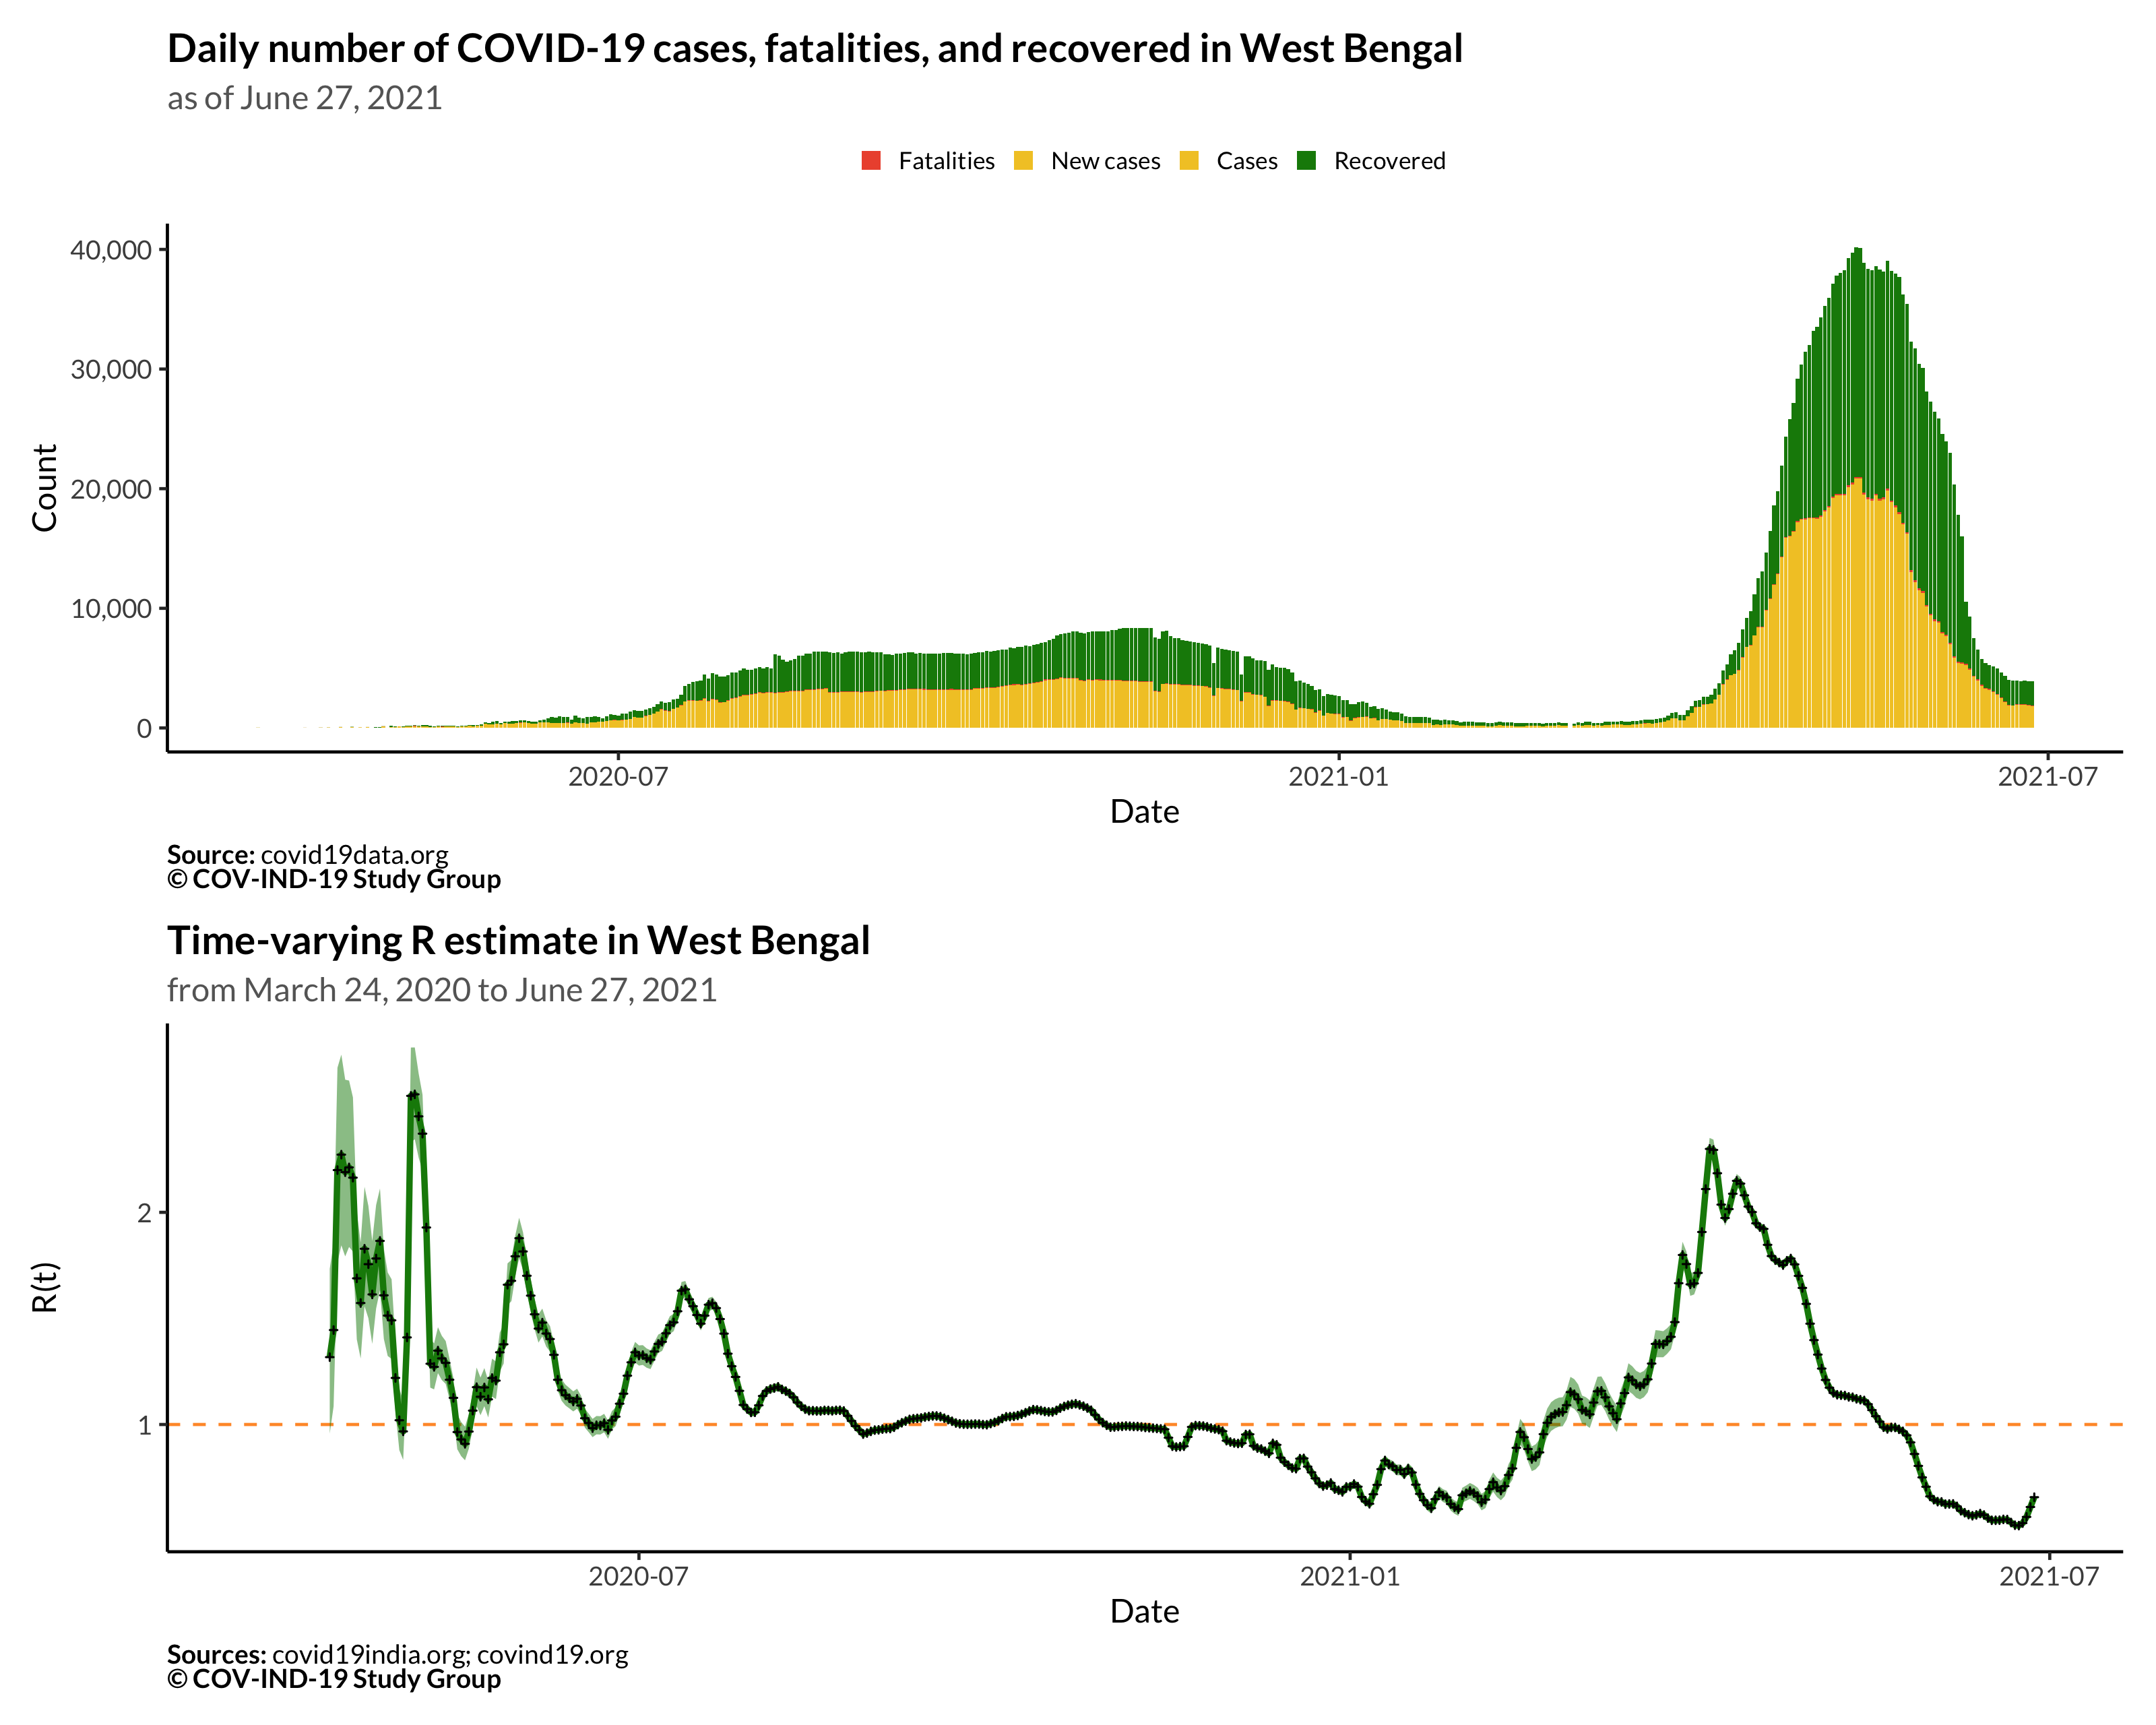 Daily number of COVID-19 cases, fatalities, and recovered in West Bengal
as of June 27, 2021
Fatalities New cases Cases Recovered
40,000
30,000
20,000
10,000
0
Count
2020-07 2021-01 2021-07
Date
Source: covid19data.org
© COV-IND-19 Study Group
Time-varying R estimate in West Bengal
from March 24, 2020 to June 27, 2021
2
1
R(t)
2020-07 2021-01 2021-07
Date
Sources: covid19india.org; covind19.org
© COV-IND-19 Study Group